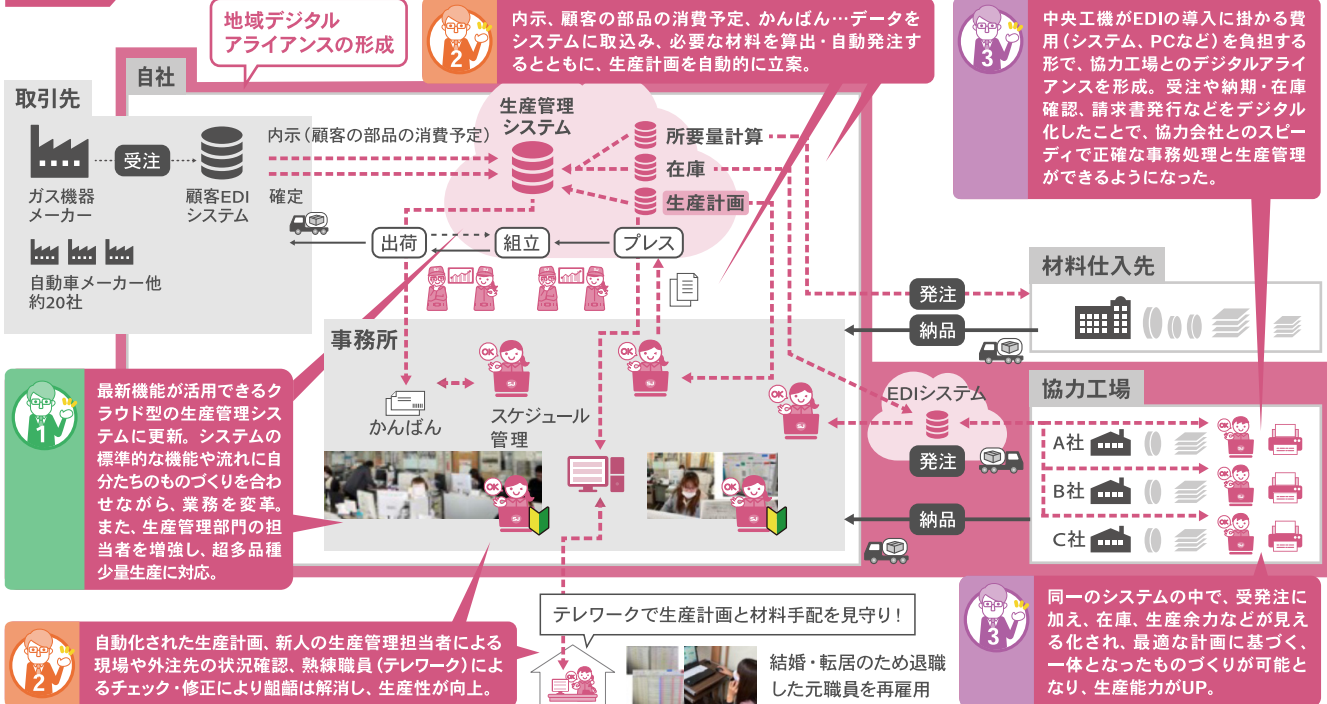 地域デジタル
アライアンスの形成
2
内示、顧客の部品の消費予定、かんばん…データを
システムに取込み、必要な材料を算出・自動発注す
るとともに、生産計画を自動的に立案。
3
中央工機がEDIの導入に掛かる費
用(システム、PCなど)を負担する
形で、協力工場とのデジタルアライ
アンスを形成。受注や納期・在庫
確認、請求書発行などをデジタル
化したことで、協力会社とのスピー
ディで正確な事務処理と生産管理
ができるようになった。
取引先
自社
受注
ガス機器
メーカー
顧客EDI
システム
自動車メーカー他
約20社
内示(顧客の部品の消費予定)
確定
生産管理
システム
所要量計算
在庫
生産計画
出荷
組立
プレス
材料仕入先
発注
納品
事務所
OK
OK
OK
かんばん
スケジュール
管理
OK
OK
EDIシステム
発注
納品
協力工場
A社
OK
B社
OK
C社
OK
1
最新機能が活用できるク
ラウド型の生産管理シス
テムに更新。システムの
標準的な機能や流れに自
分たちのものづくりを合わ
せながら、業務を変革。
また、生産管理部門の担
当者を増強し、超多品種
少量生産に対応。
2
自動化された生産計画、新人の生産管理担当者による
現場や外注先の状況確認、熟練職員(テレワーク)によ
るチェック・修正により齟齬は解消し、生産性が向上。
テレワークで生産計画と材料手配を見守り!
結婚・転居のため退職
した元職員を再雇用
3
同一のシステムの中で、受発注に
加え、在庫、生産余力などが見え
る化され、最適な計画に基づく、
一体となったものづくりが可能と
なり、生産能力がUP。